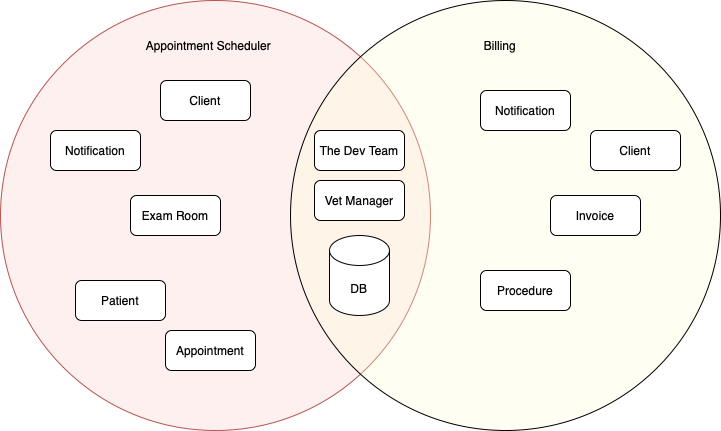 Appointment Scheduler
Client
Notification
Exam Room
Patient
Appointment
The Dev Team
Vet Manager
DB
Billing
Notification
Client
Invoice
Procedure